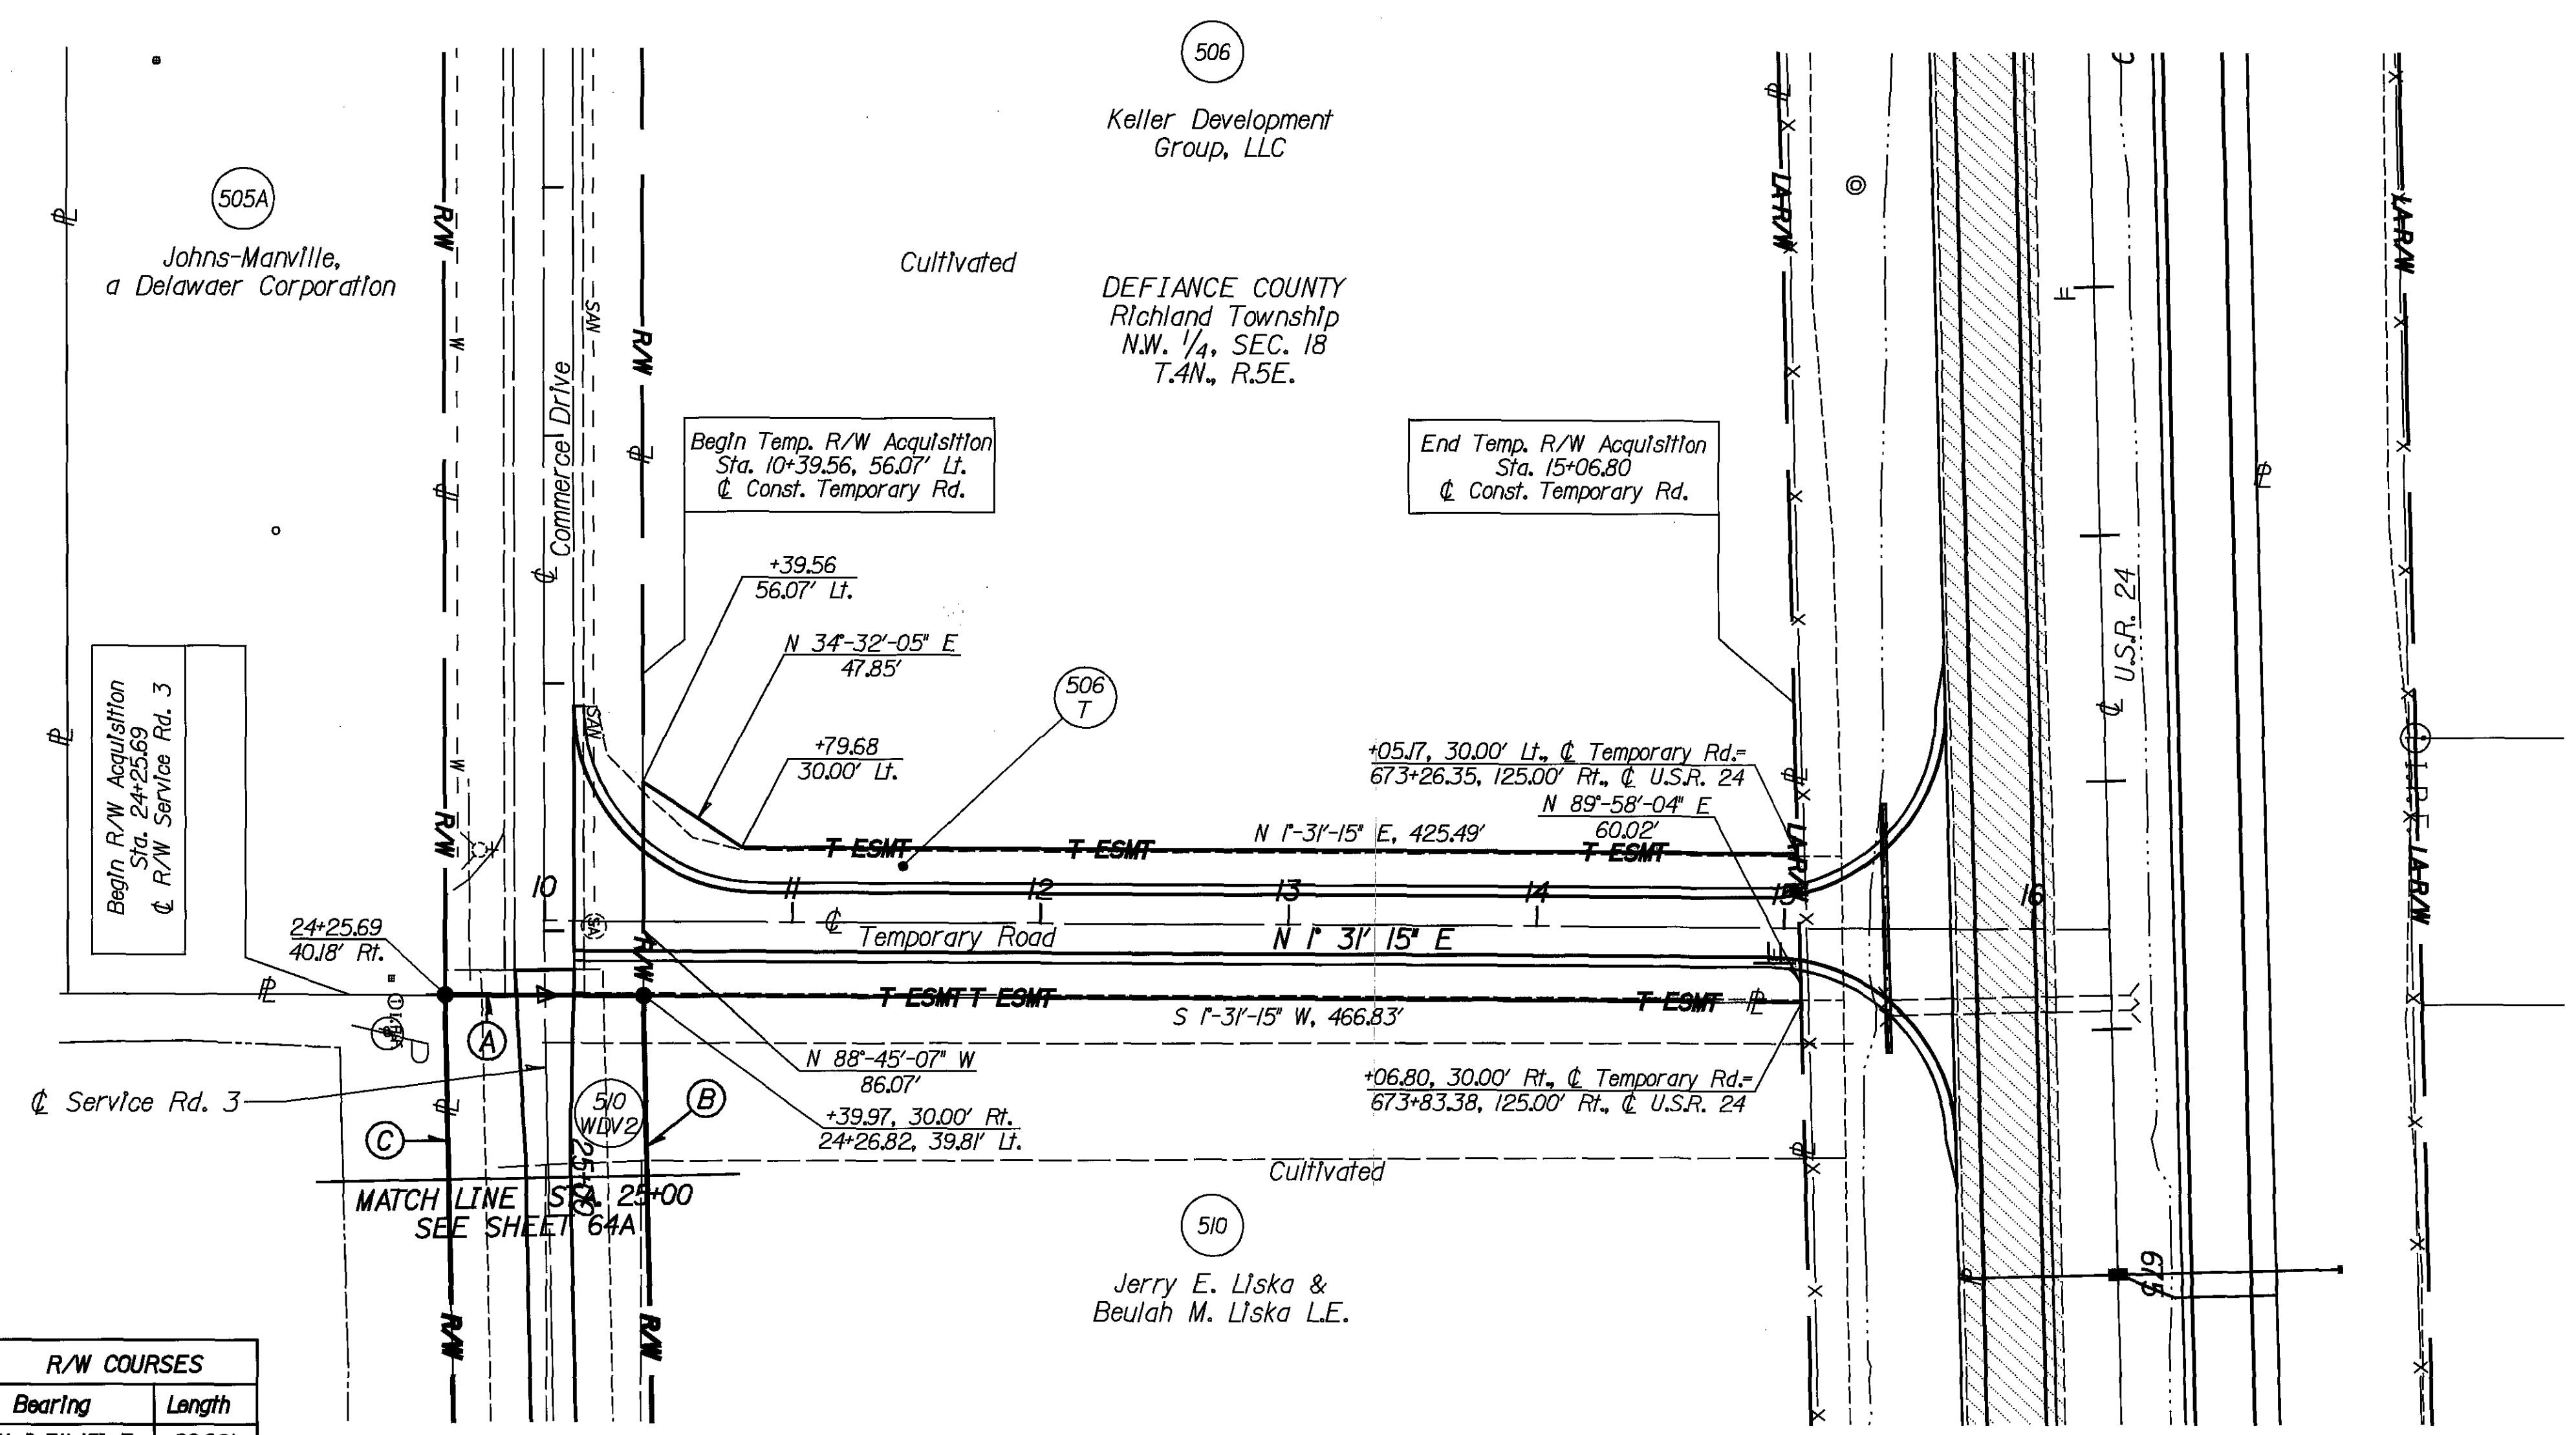 506
Keller Development
Group, LLC
505A
Johns-Manville,
a Delawaer Corporation
Cultivated
DEFIANCE COUNTY
Richland Township
N.W. 1/4, SEC. 18
T.4N., R.5E.
R/W
R/W
LA-R/W
LA-R/W
W
SAN
℄ Commerce Drive
Begin Temp. R/W Acquisition
Sta. 10+39.56, 56.07' Lt.
℄ Const. Temporary Rd.
End Temp. R/W Acquisition
Sta. 15+06.80
℄ Const. Temporary Rd.
+39.56
56.07' Lt.
N 34°-32'-05" E
47.85'
506
T
+79.68
30.00' Lt.
℄ U.S.R. 24
Begin R/W Acquisition
Sta. 24+25.69
℄ R/W Service Rd. 3
W
SAN
R/W
+05.17, 30.00' Lt., ℄ Temporary Rd.=
673+26.35, 125.00' Rt., ℄ U.S.R. 24
N 89°-58'-04" E
60.02'
N 1°-31'-15" E, 425.49'
T ESMT
T ESMT
T ESMT
LA-R/W
LA-R/W
10
11
12
13
14
15
16
℄ Temporary Road
N 1° 31' 15" E
SA
R/W
24+25.69
40.18' Rt.
T ESMT
T ESMT
T ESMT
S 1°-31'-15" W, 466.83'
A
N 88°-45'-07" W
86.07'
+39.97, 30.00' Rt.
24+26.82, 39.81' Lt.
+06.80, 30.00' Rt., ℄ Temporary Rd.=
673+83.38, 125.00' Rt., ℄ U.S.R. 24
℄ Service Rd. 3
510
WDV2
B
C
25+00
MATCH LINE STA. 25+00
SEE SHEET 64A
Cultivated
510
Jerry E. Liska &
Beulah M. Liska L.E.
675
R/W
R/W
R/W COURSES
Bearing
Length